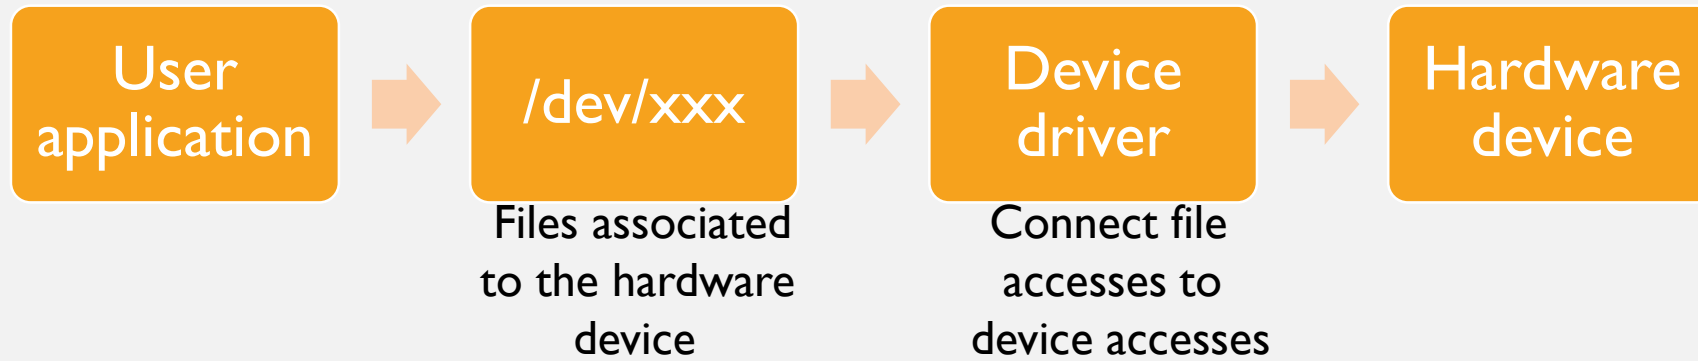 User
application
/dev/xxx
Device
driver
Hardware
device
Files associated
to the hardware
device
Connect file
accesses to
device accesses